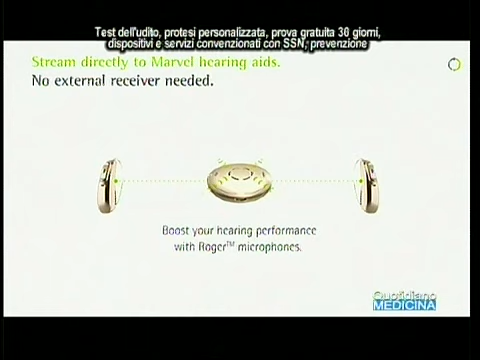 Test dell'udito, protesi personalizzata, prova gratuita 30 giorni,
dispositivi e servizi convenzionati con SSN, prevenzione
Stream directly to Marvel hearing aids.
No external receiver needed.
Boost your hearing performance
with Roger™ microphones.
Quotidiano
MEDICINA